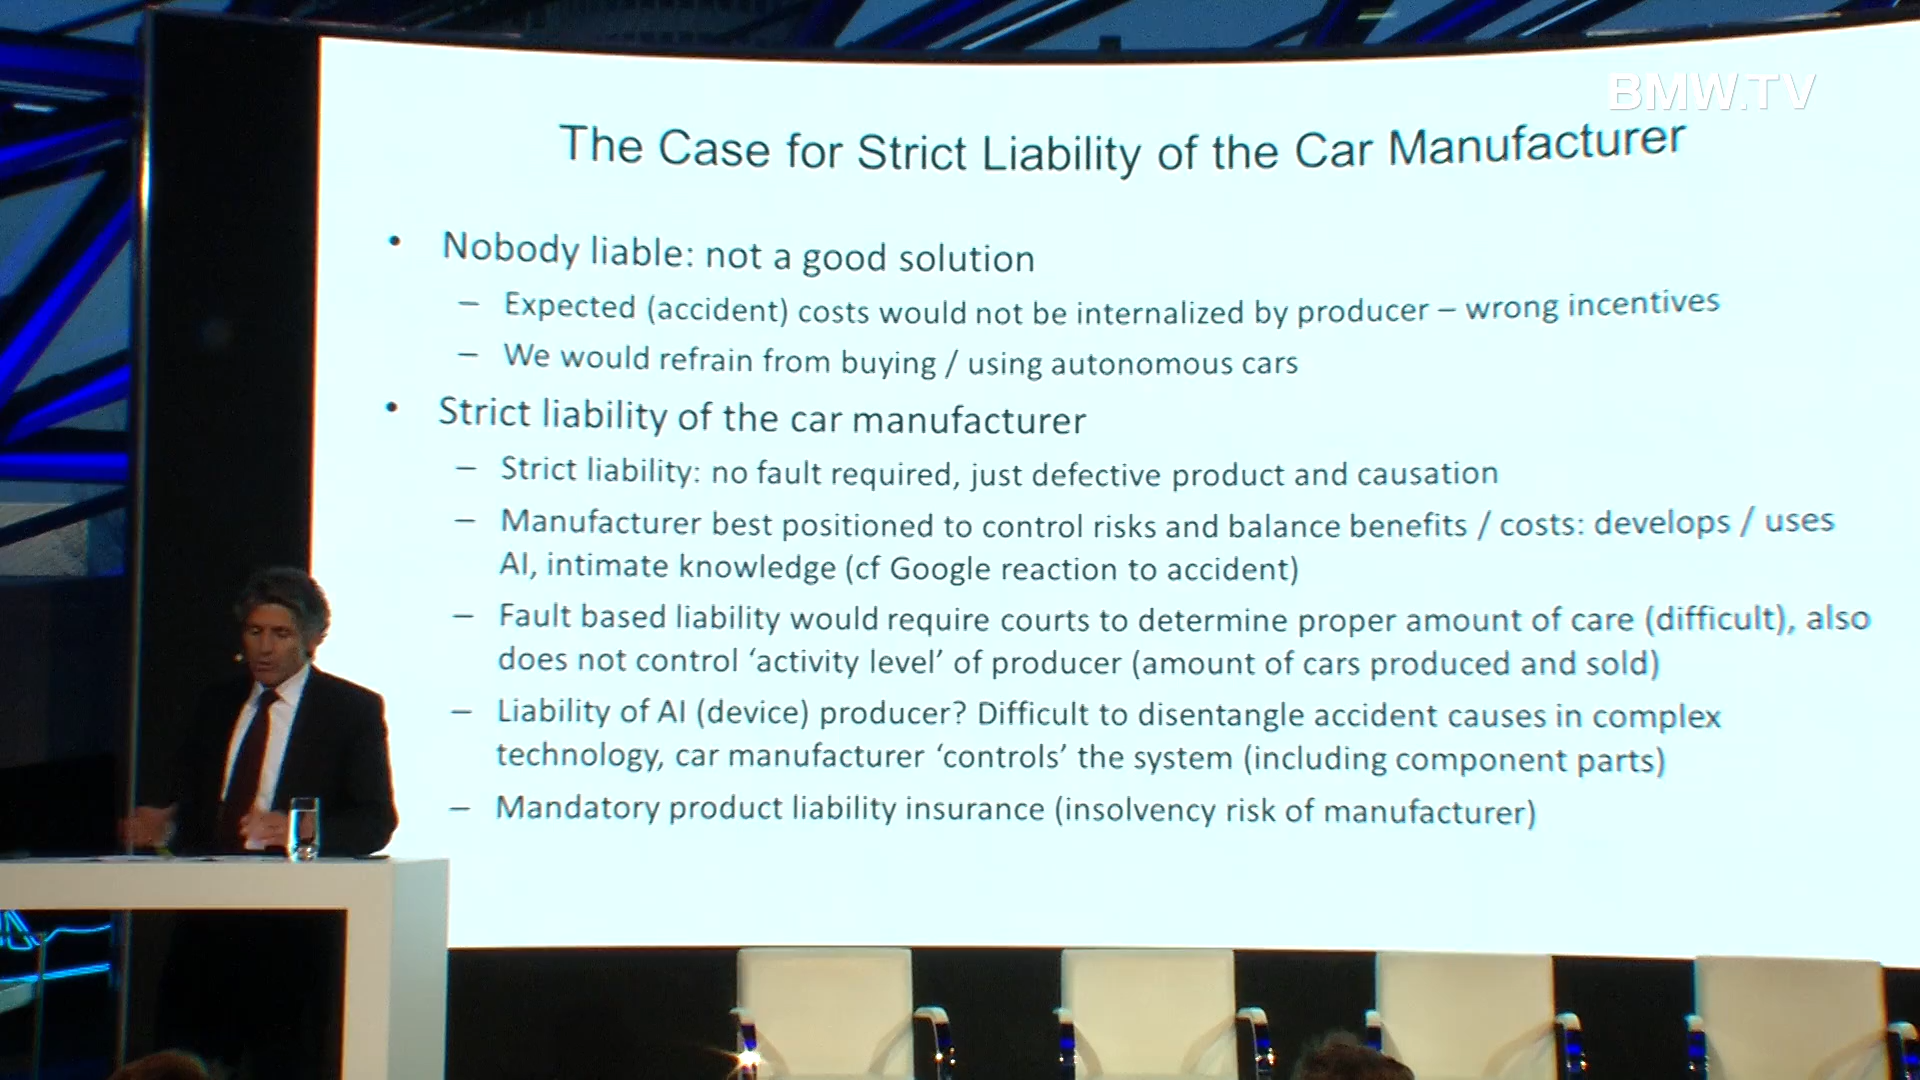 BMW.TV
The Case for Strict Liability of the Car Manufacturer
• Nobody liable: not a good solution
– Expected (accident) costs would not be internalized by producer – wrong incentives
– We would refrain from buying / using autonomous cars
• Strict liability of the car manufacturer
– Strict liability: no fault required, just defective product and causation
– Manufacturer best positioned to control risks and balance benefits / costs: develops / uses
AI, intimate knowledge (cf Google reaction to accident)
– Fault based liability would require courts to determine proper amount of care (difficult), also
does not control ‘activity level’ of producer (amount of cars produced and sold)
– Liability of AI (device) producer? Difficult to disentangle accident causes in complex
technology, car manufacturer ‘controls’ the system (including component parts)
– Mandatory product liability insurance (insolvency risk of manufacturer)